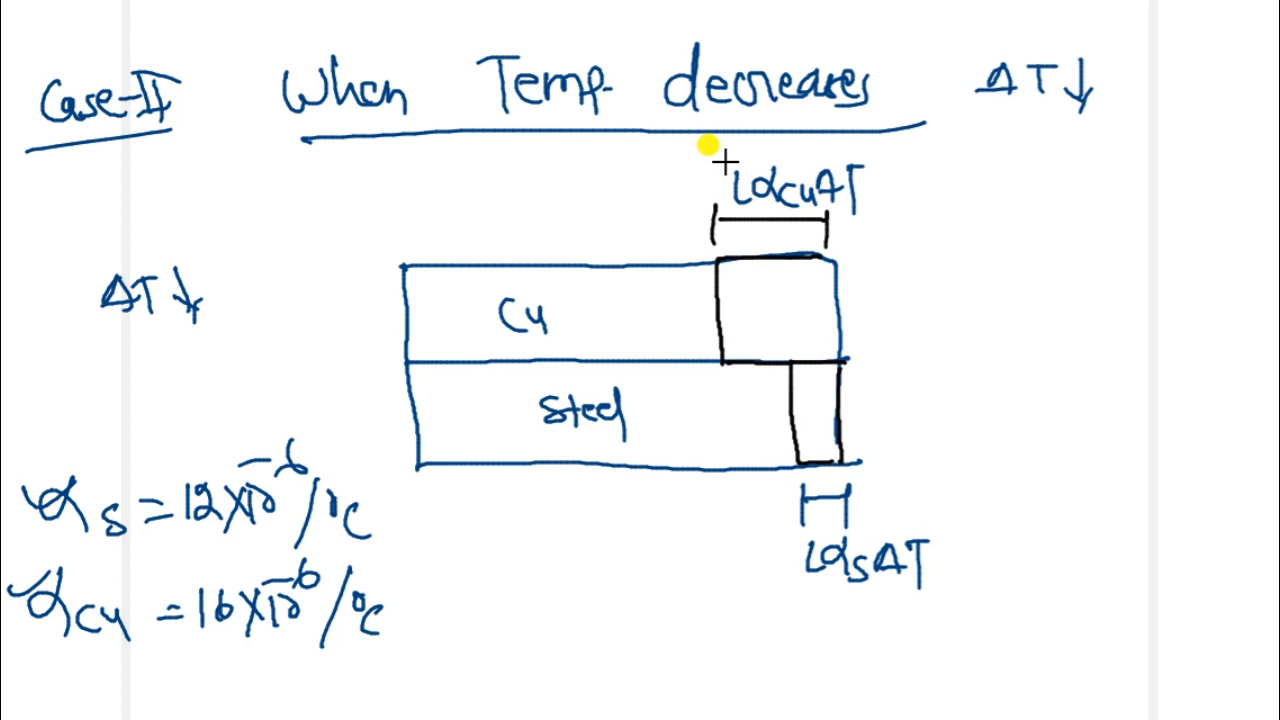 Case-II When Temp. decreases ΔT↓
LαCuΔT
ΔT↓
Cu
Steel
αs = 12×10⁻⁶/°C
LαsΔT
αCu = 16×10⁻⁶/°C